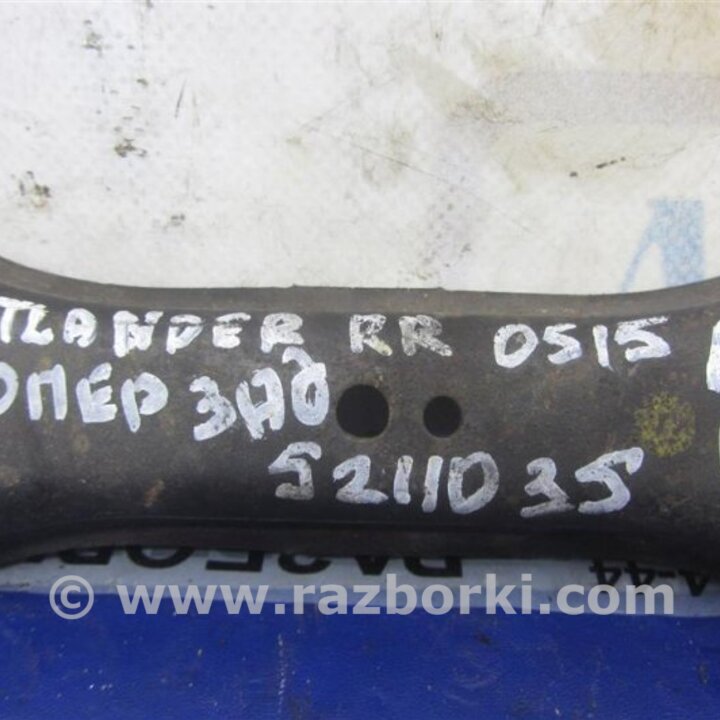 TLANDER RR 0515
ОПЕР ЗАД
5211035
© www.razborki.com